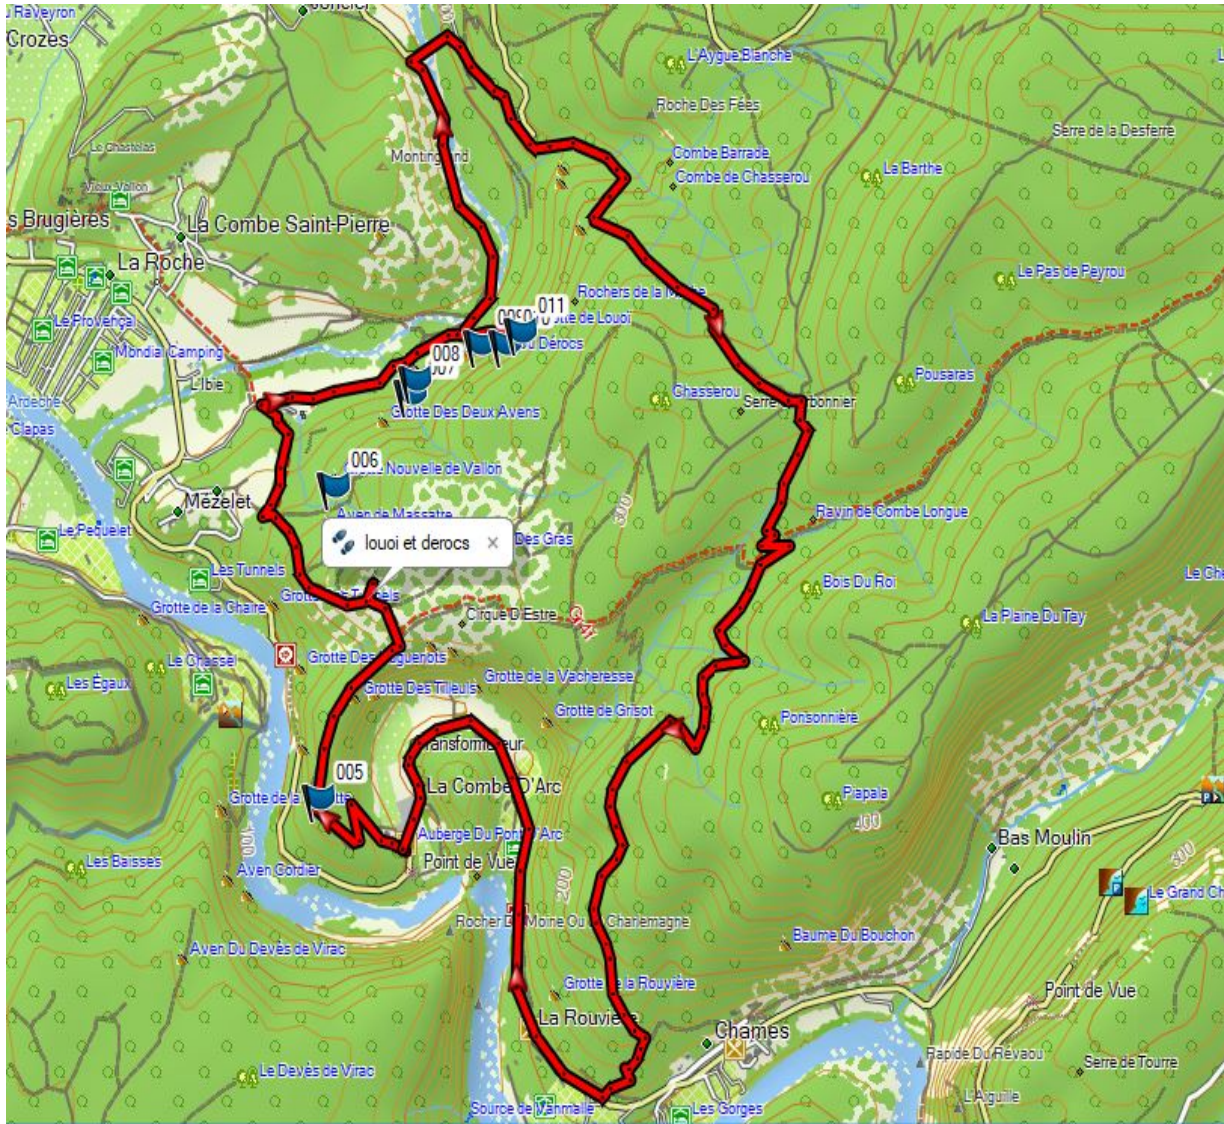 Raveyron
Crozes
L'Aygue Blanche
Roche Des Fées
Serre de la Desferre
Le Chastelas
Combe Barrade
La Barthe
Combe de Chasserou
Vieux Vallon
s Brugières
La Combe Saint-Pierre
La Roche
Le Pas de Peyrou
Rochers de la
011
Le Provençal
de Louoi
Dérocs
Mondial Camping
008
L'Ibie
Pousaras
Ardèche
Chasserou
Clapas
Grotte Des Deux Avens
006
Nouvelle de Vallon
300
Mézelet
Aven de Massatre
Ravin de Combe Longue
Le Pequelet
louoi et derocs
Des Gras
Les Tunnels
Bois Du Roi
Le Che
Grotte de la Chaire
Cirque D'Estre
La Plaine Du Tay
Grotte Des
Le Chassel
Grotte de la Vacheresse
Les Égaux
Grotte Des Tilleuls
Grotte de Grisot
Ponsonnière
005
La Combe D'Arc
Grotte de la
Piapala
400
Auberge Du Pont D'Arc
Bas Moulin
100
300
Les Baisses
Aven Cordier
Point de Vue
200
Le Grand Ch
Rocher Du Moine Ou Charlemagne
Baume Du Bouchon
Aven Du Devès de Virac
Grotte de la Rouvière
Point de Vue
La Rouvière
Chames
Rapide Du Révaou
Serre de Tourre
Le Devès de Virac
L'Aiguille
Source de Vanmalle
Les Gorges